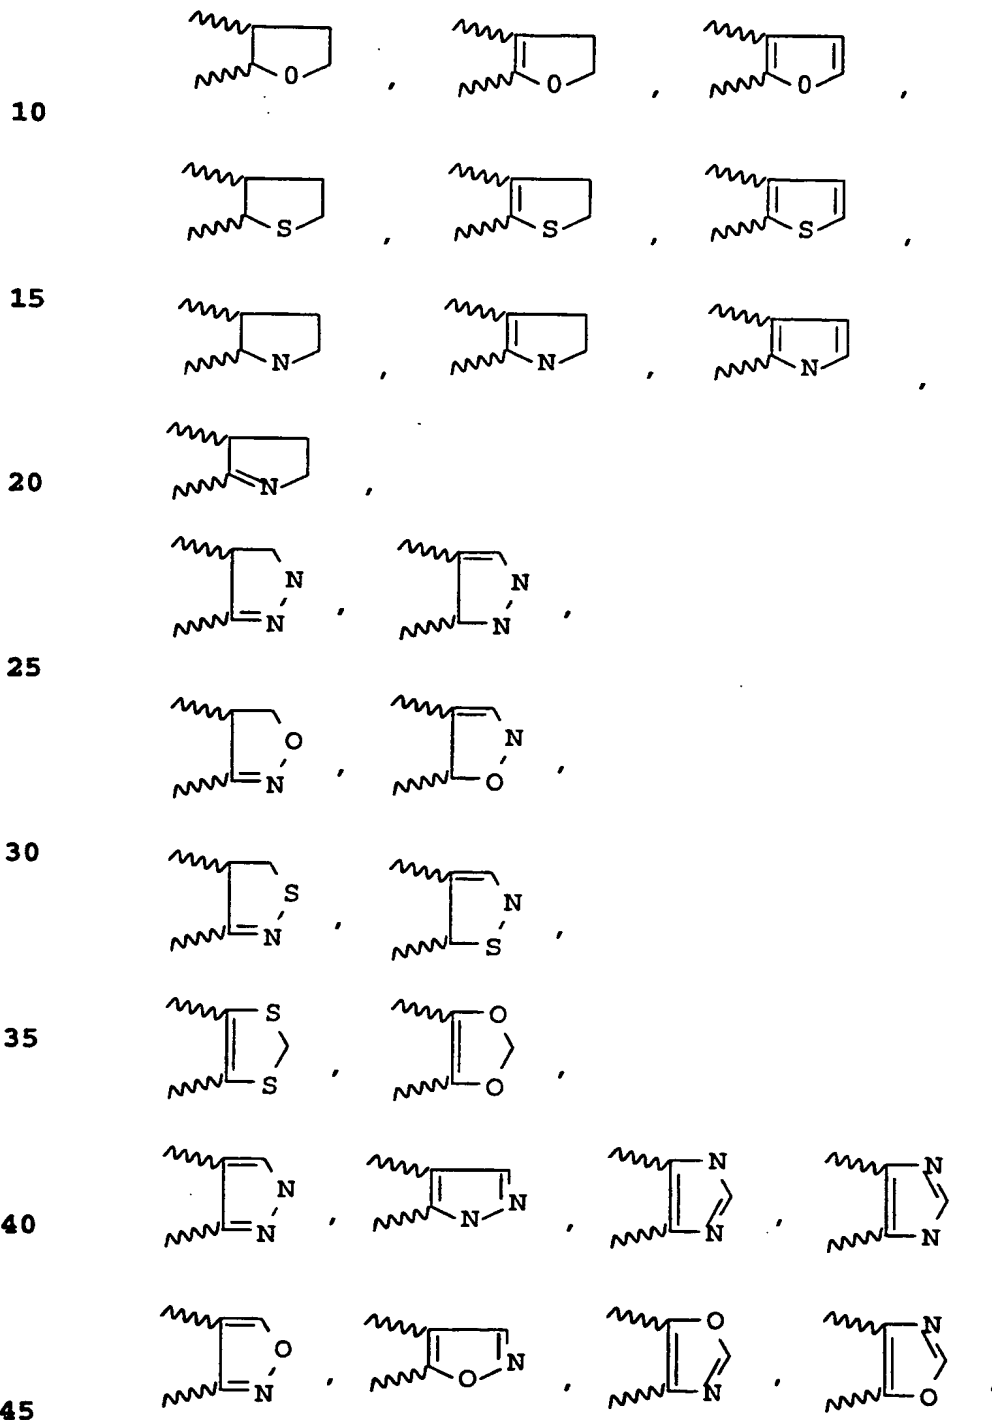 O , O , O ,
10
S , S , S ,
15
N , N , N ,
20
N ,
N N , N N ,
25
O N , N O ,
30
S N , N S ,
35
S S , O O ,
40
N N , N N , N N , N N
45
O N , O N , O N , N O ,